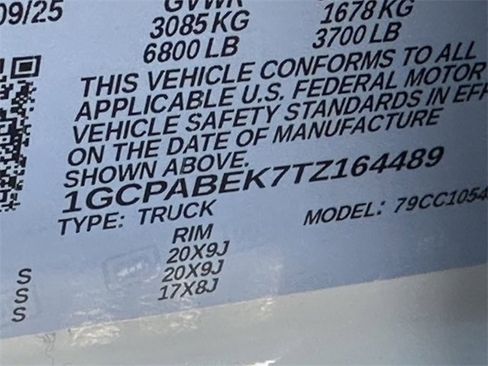 09/25 GVWR
3085 KG 1678 KG
6800 LB 3700 LB
THIS VEHICLE CONFORMS TO ALL
APPLICABLE U.S. FEDERAL MOTOR
VEHICLE SAFETY STANDARDS IN EFF
ON THE DATE OF MANUFACTURE
SHOWN ABOVE.
1GCPABEK7TZ164489
TYPE: TRUCK MODEL: 79CC1054
RIM
S 20X9J
S 20X9J
S 17X8J